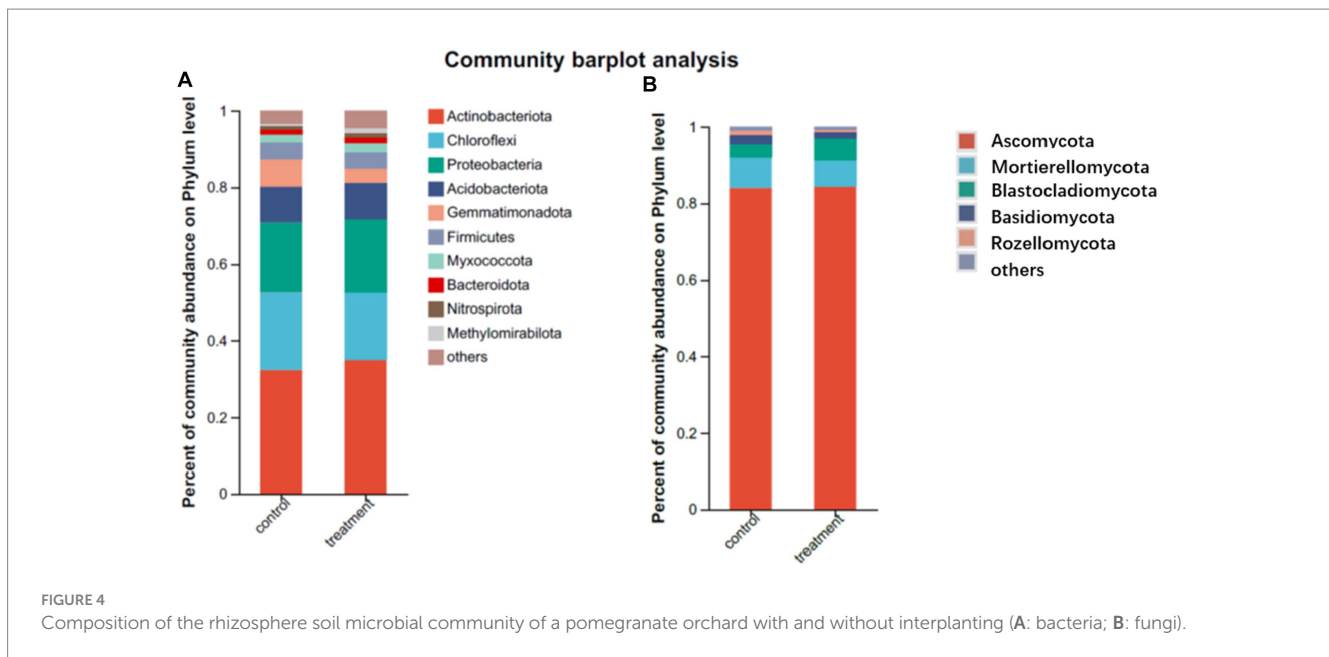 Community barplot analysis
A
Percent of community abundance on Phylum level
1
0.8
0.6
0.4
0.2
0
control
treatment
Actinobacteriota
Chloroflexi
Proteobacteria
Acidobacteriota
Gemmatimonadota
Firmicutes
Myxococcota
Bacteroidota
Nitrospirota
Methylomirabilota
others
B
Percent of community abundance on Phylum level
1
0.8
0.6
0.4
0.2
0
control
treatment
Ascomycota
Mortierellomycota
Blastocladiomycota
Basidiomycota
Rozellomycota
others
FIGURE 4
Composition of the rhizosphere soil microbial community of a pomegranate orchard with and without interplanting (A: bacteria; B: fungi).